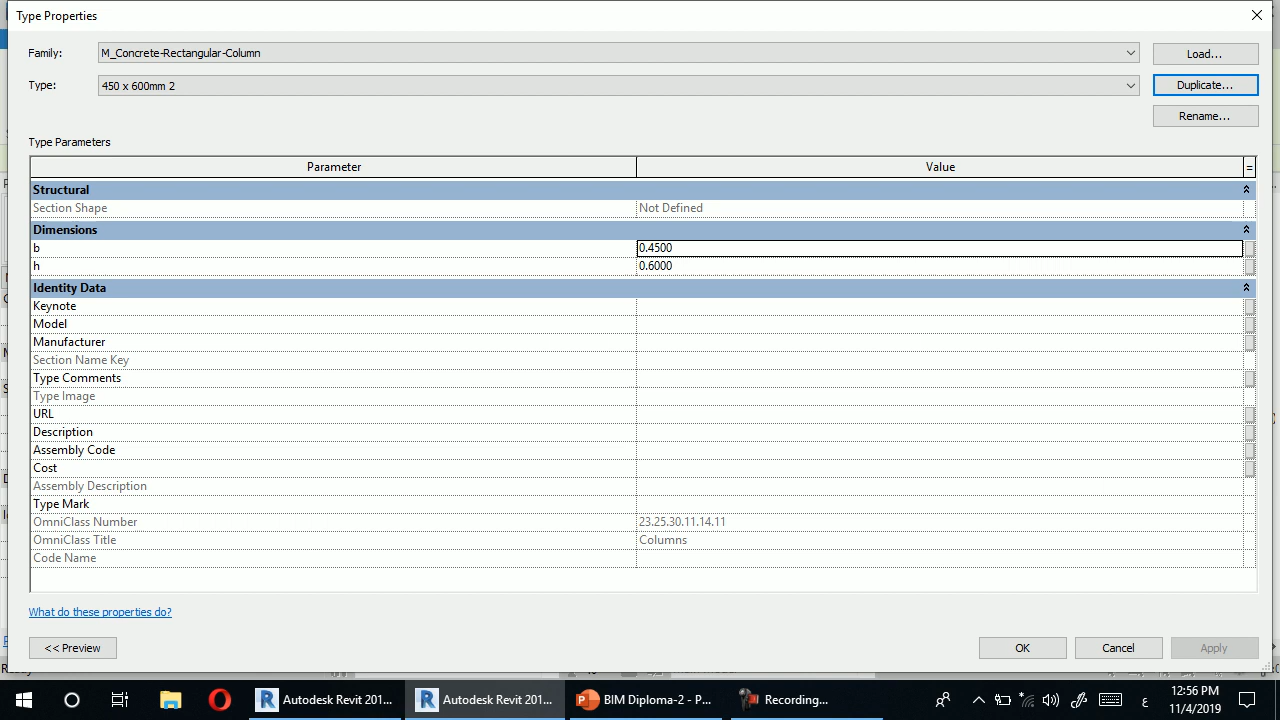 Type Properties
Family: M_Concrete-Rectangular-Column Load...
Type: 450 x 600mm 2 Duplicate...
Rename...
Type Parameters
Parameter Value =
Structural
Section Shape Not Defined
Dimensions
b 0.4500
h 0.6000
Identity Data
Keynote
Model
Manufacturer
Section Name Key
Type Comments
Type Image
URL
Description
Assembly Code
Cost
Assembly Description
Type Mark
OmniClass Number 23.25.30.11.14.11
OmniClass Title Columns
Code Name
What do these properties do?
<< Preview OK Cancel Apply
Autodesk Revit 201... Autodesk Revit 201... BIM Diploma-2 - P... Recording... ع 12:56 PM
11/4/2019